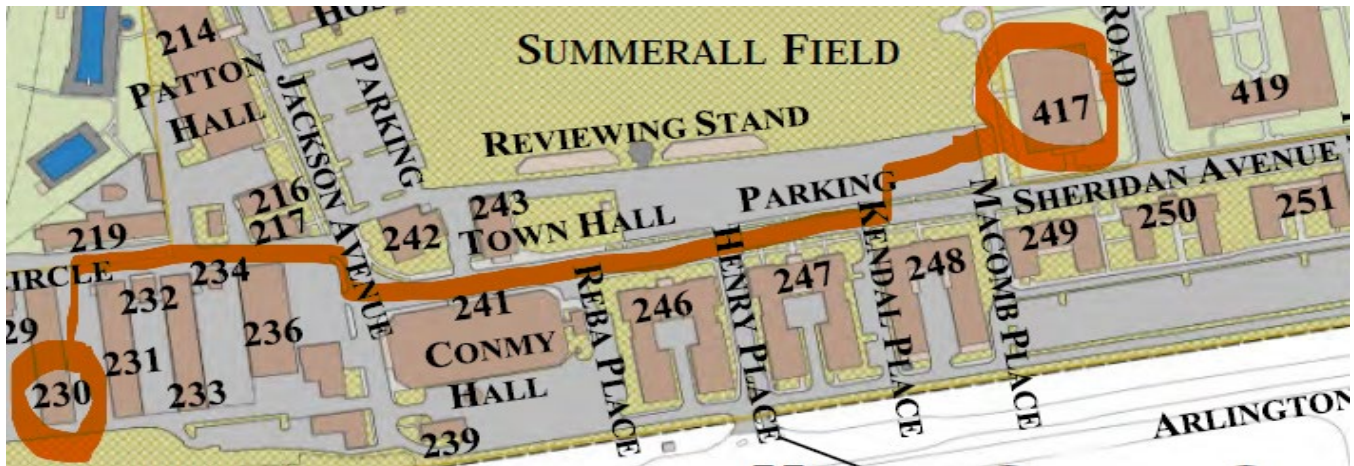 HOS
214
PATTON
HALL
JACKSON AVENUE
PARKING
SUMMERALL FIELD
REVIEWING STAND
ROAD
417
419
216
217
219
242
243
TOWN HALL
PARKING
SHERIDAN AVENUE
CIRCLE
234
232
29
230
231
233
236
241
CONMY
HALL
239
REBA PLACE
246
HENRY PLACE
247
KENDAL PLACE
248
MACOMB PLACE
249
250
251
ARLINGTON